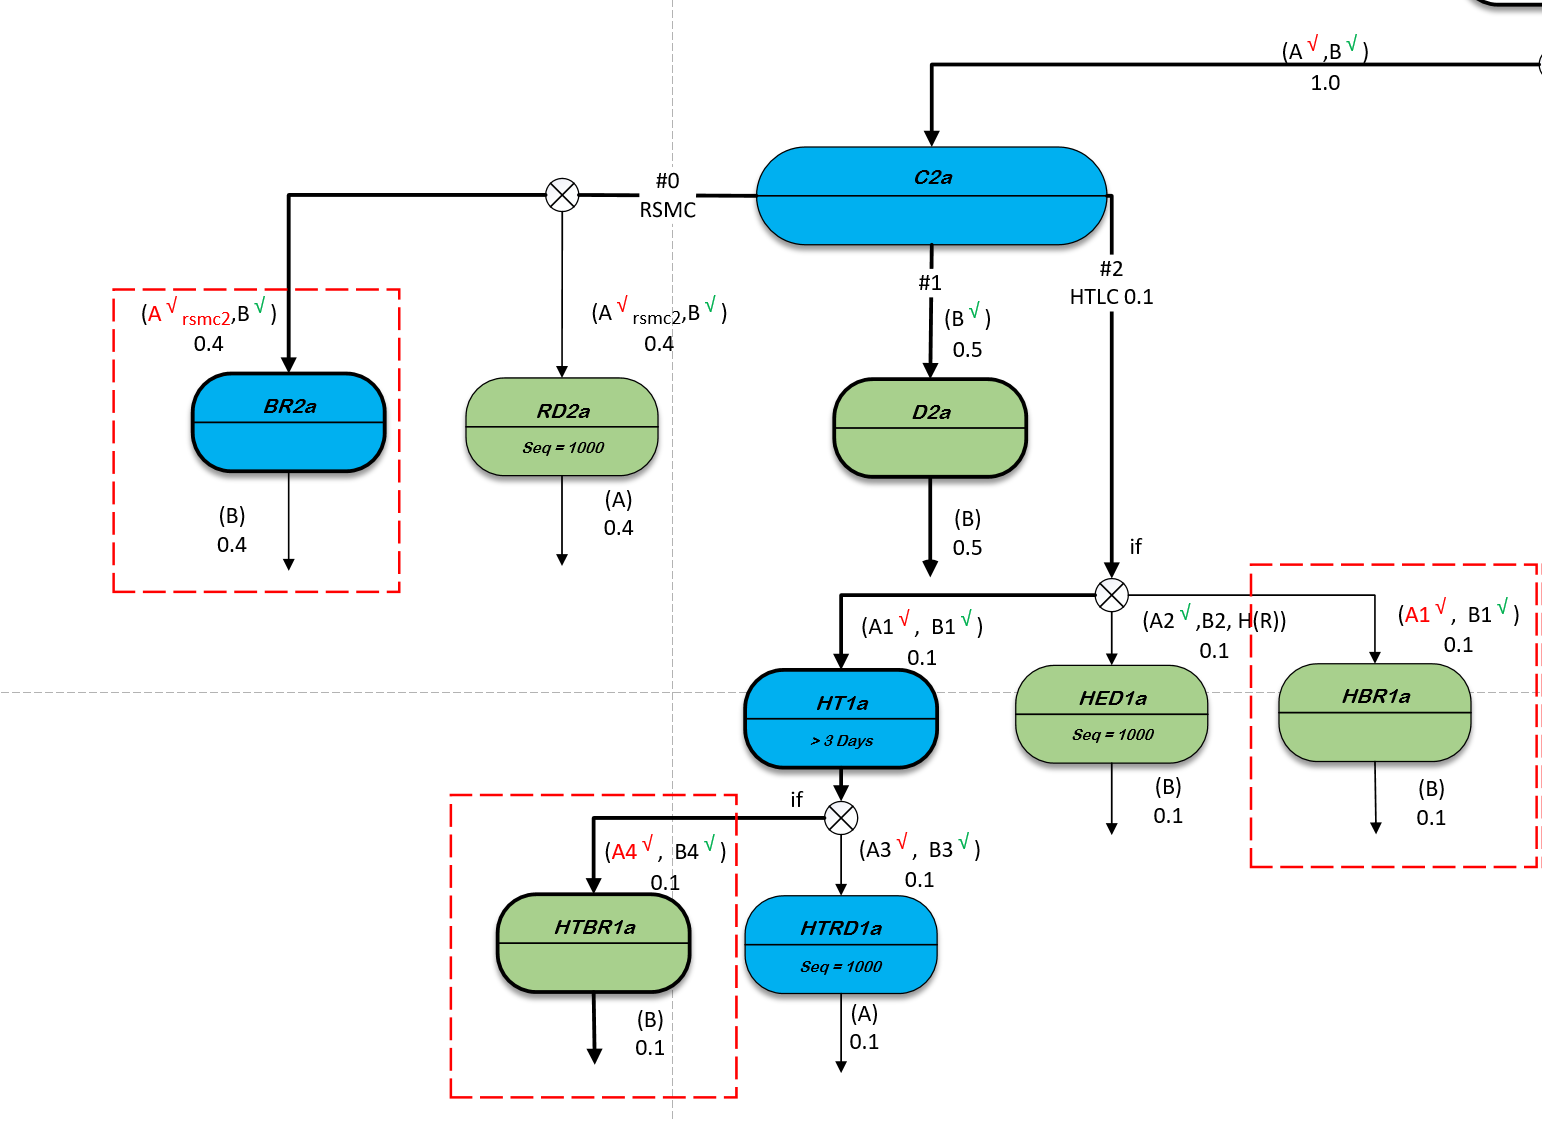 (A √ ,B √ )
1.0
C2a
#0
RSMC
#1
#2
HTLC 0.1
(A √ rsmc2,B √ )
0.4
(A √ rsmc2,B √ )
0.4
(B √ )
0.5
BR2a
RD2a
Seq = 1000
D2a
(B)
0.4
(A)
0.4
(B)
0.5
if
(A1 √ , B1 √ )
0.1
(A2 √ ,B2, H(R))
0.1
(A1 √ , B1 √ )
0.1
HT1a
> 3 Days
HED1a
Seq = 1000
HBR1a
(B)
0.1
(B)
0.1
if
(A4 √ , B4 √ )
0.1
(A3 √ , B3 √ )
0.1
HTBR1a
HTRD1a
Seq = 1000
(B)
0.1
(A)
0.1